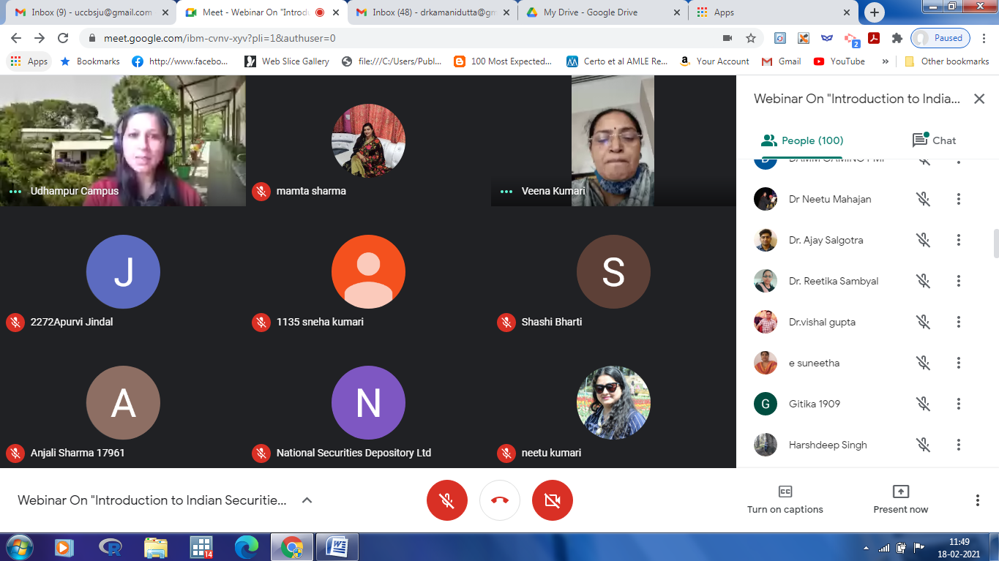 Inbox (9) - uccbsju@gmail.com
Meet - Webinar On "Introdu
Inbox (48) - drkamanidutta@gm
My Drive - Google Drive
Apps
meet.google.com/ibm-cvnv-xyv?pli=1&authuser=0
2
Paused
Apps
Bookmarks
http://www.facebo...
Web Slice Gallery
file:///C:/Users/Publ...
100 Most Expected...
Certo et al AMLE Re...
Your Account
Gmail
YouTube
»
Other bookmarks
Udhampur Campus
mamta sharma
Veena Kumari
J
2272Apurvi Jindal
1135 sneha kumari
S
Shashi Bharti
A
Anjali Sharma 17961
N
National Securities Depository Ltd
neetu kumari
Webinar On "Introduction to India...
People (100)
Chat
Dr Neetu Mahajan
Dr. Ajay Salgotra
Dr. Reetika Sambyal
Dr.vishal gupta
e suneetha
G
Gitika 1909
Harshdeep Singh
Webinar On "Introduction to Indian Securitie...
CC
Turn on captions
Present now
R
14
W
11:49
18-02-2021